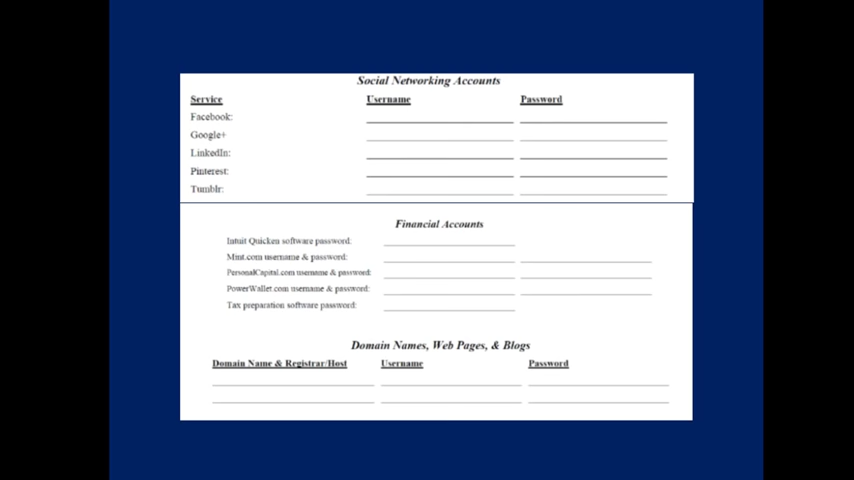 Social Networking Accounts
Service Username Password
Facebook:
Google+
LinkedIn:
Pinterest:
Tumblr:
Financial Accounts
Intuit Quicken software password:
Mint.com username & password:
PersonalCapital.com username & password:
PowerWallet.com username & password:
Tax preparation software password:
Domain Names, Web Pages, & Blogs
Domain Name & Registrar/Host Username Password